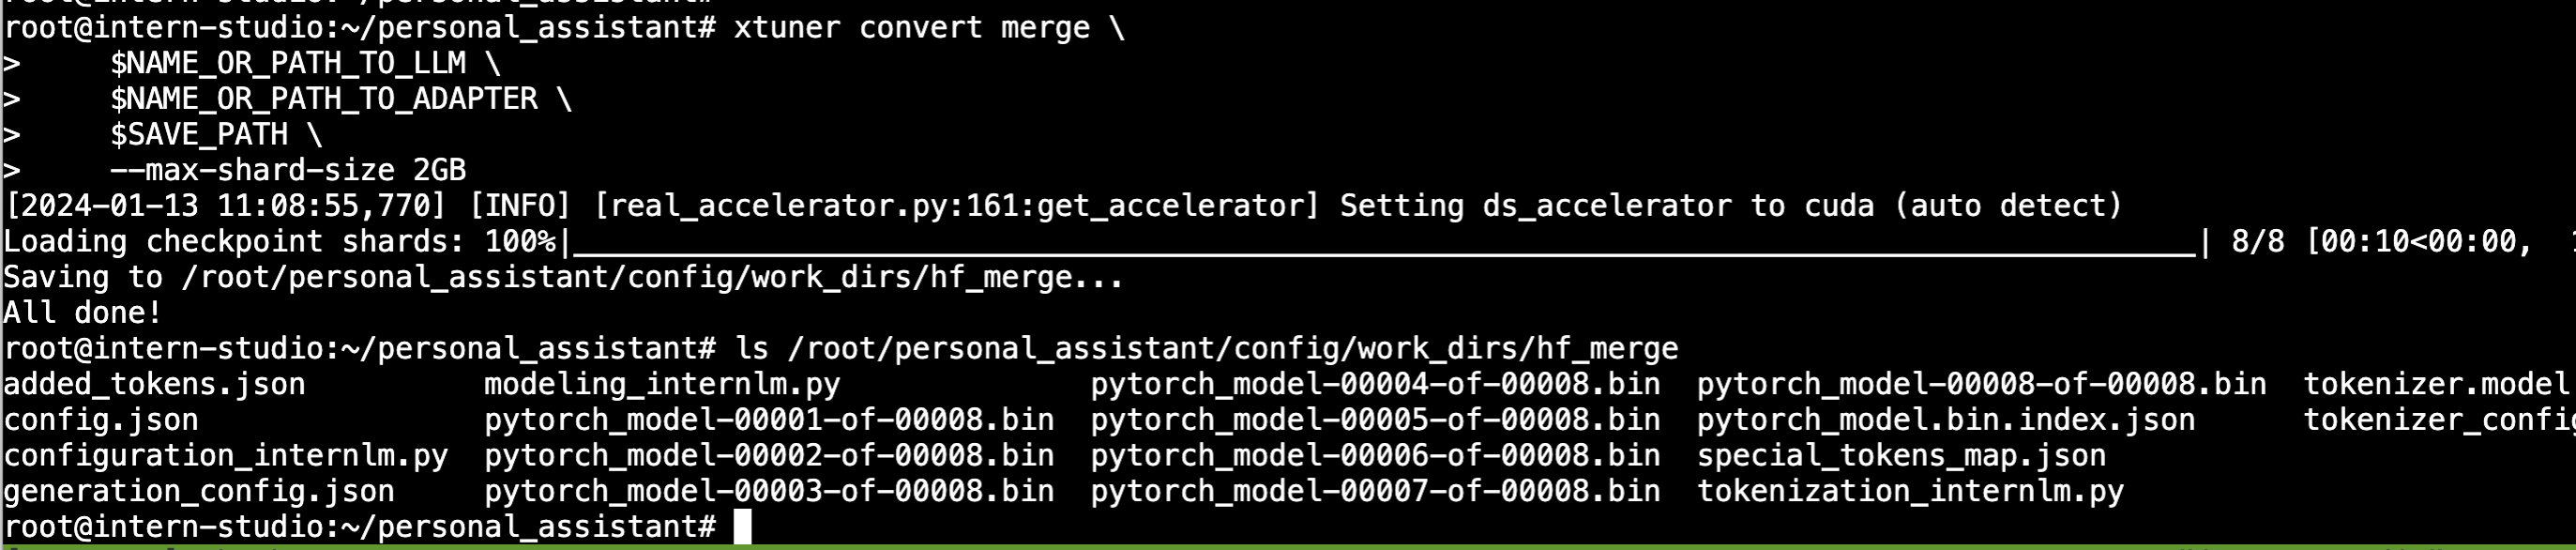 root@intern-studio:~/personal_assistant# xtuner convert merge \
>     $NAME_OR_PATH_TO_LLM \
>     $NAME_OR_PATH_TO_ADAPTER \
>     $SAVE_PATH \
>     --max-shard-size 2GB
[2024-01-13 11:08:55,770] [INFO] [real_accelerator.py:161:get_accelerator] Setting ds_accelerator to cuda (auto detect)
Loading checkpoint shards: 100%|██████████| 8/8 [00:10<00:00,
Saving to /root/personal_assistant/config/work_dirs/hf_merge...
All done!
root@intern-studio:~/personal_assistant# ls /root/personal_assistant/config/work_dirs/hf_merge
added_tokens.json          modeling_internlm.py              pytorch_model-00004-of-00008.bin  pytorch_model-00008-of-00008.bin  tokenizer.model
config.json                pytorch_model-00001-of-00008.bin  pytorch_model-00005-of-00008.bin  pytorch_model.bin.index.json      tokenizer_config
configuration_internlm.py  pytorch_model-00002-of-00008.bin  pytorch_model-00006-of-00008.bin  special_tokens_map.json
generation_config.json     pytorch_model-00003-of-00008.bin  pytorch_model-00007-of-00008.bin  tokenization_internlm.py
root@intern-studio:~/personal_assistant#